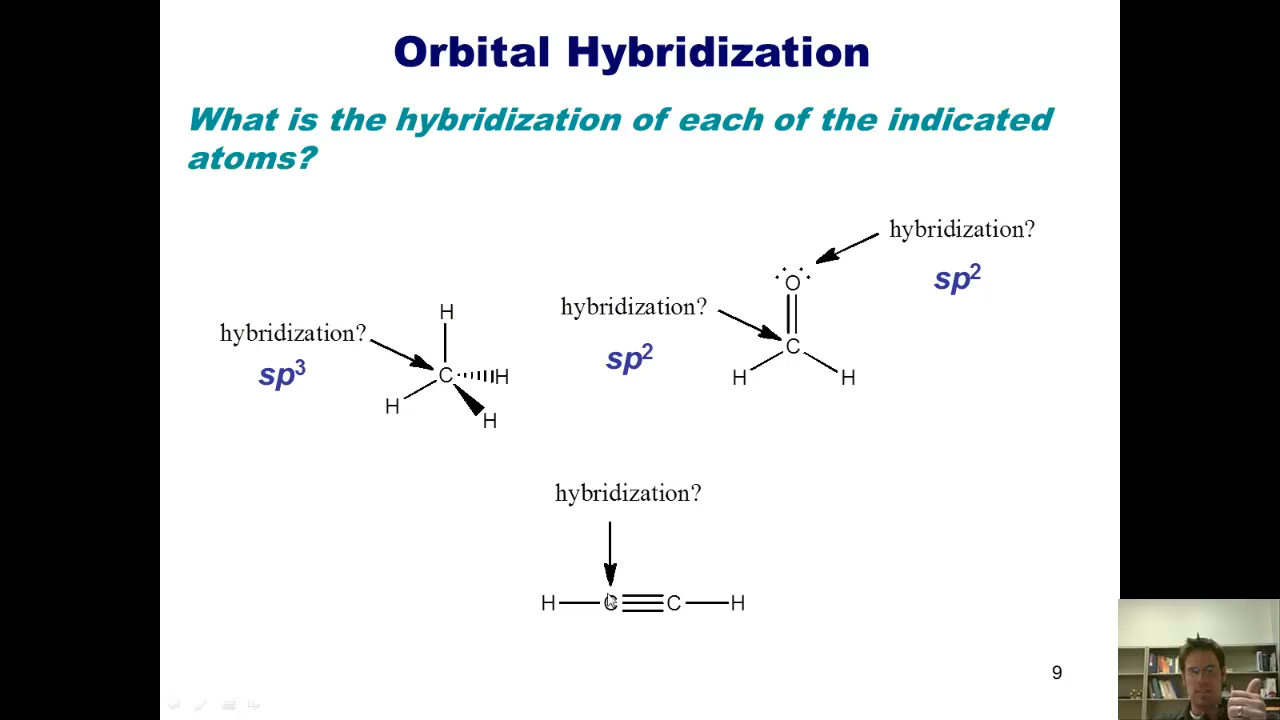 Orbital Hybridization
What is the hybridization of each of the indicated
atoms?
hybridization?
sp²
hybridization?
sp²
O
C
H H
hybridization?
sp³
H
C H
H
H
hybridization?
H C C H
9